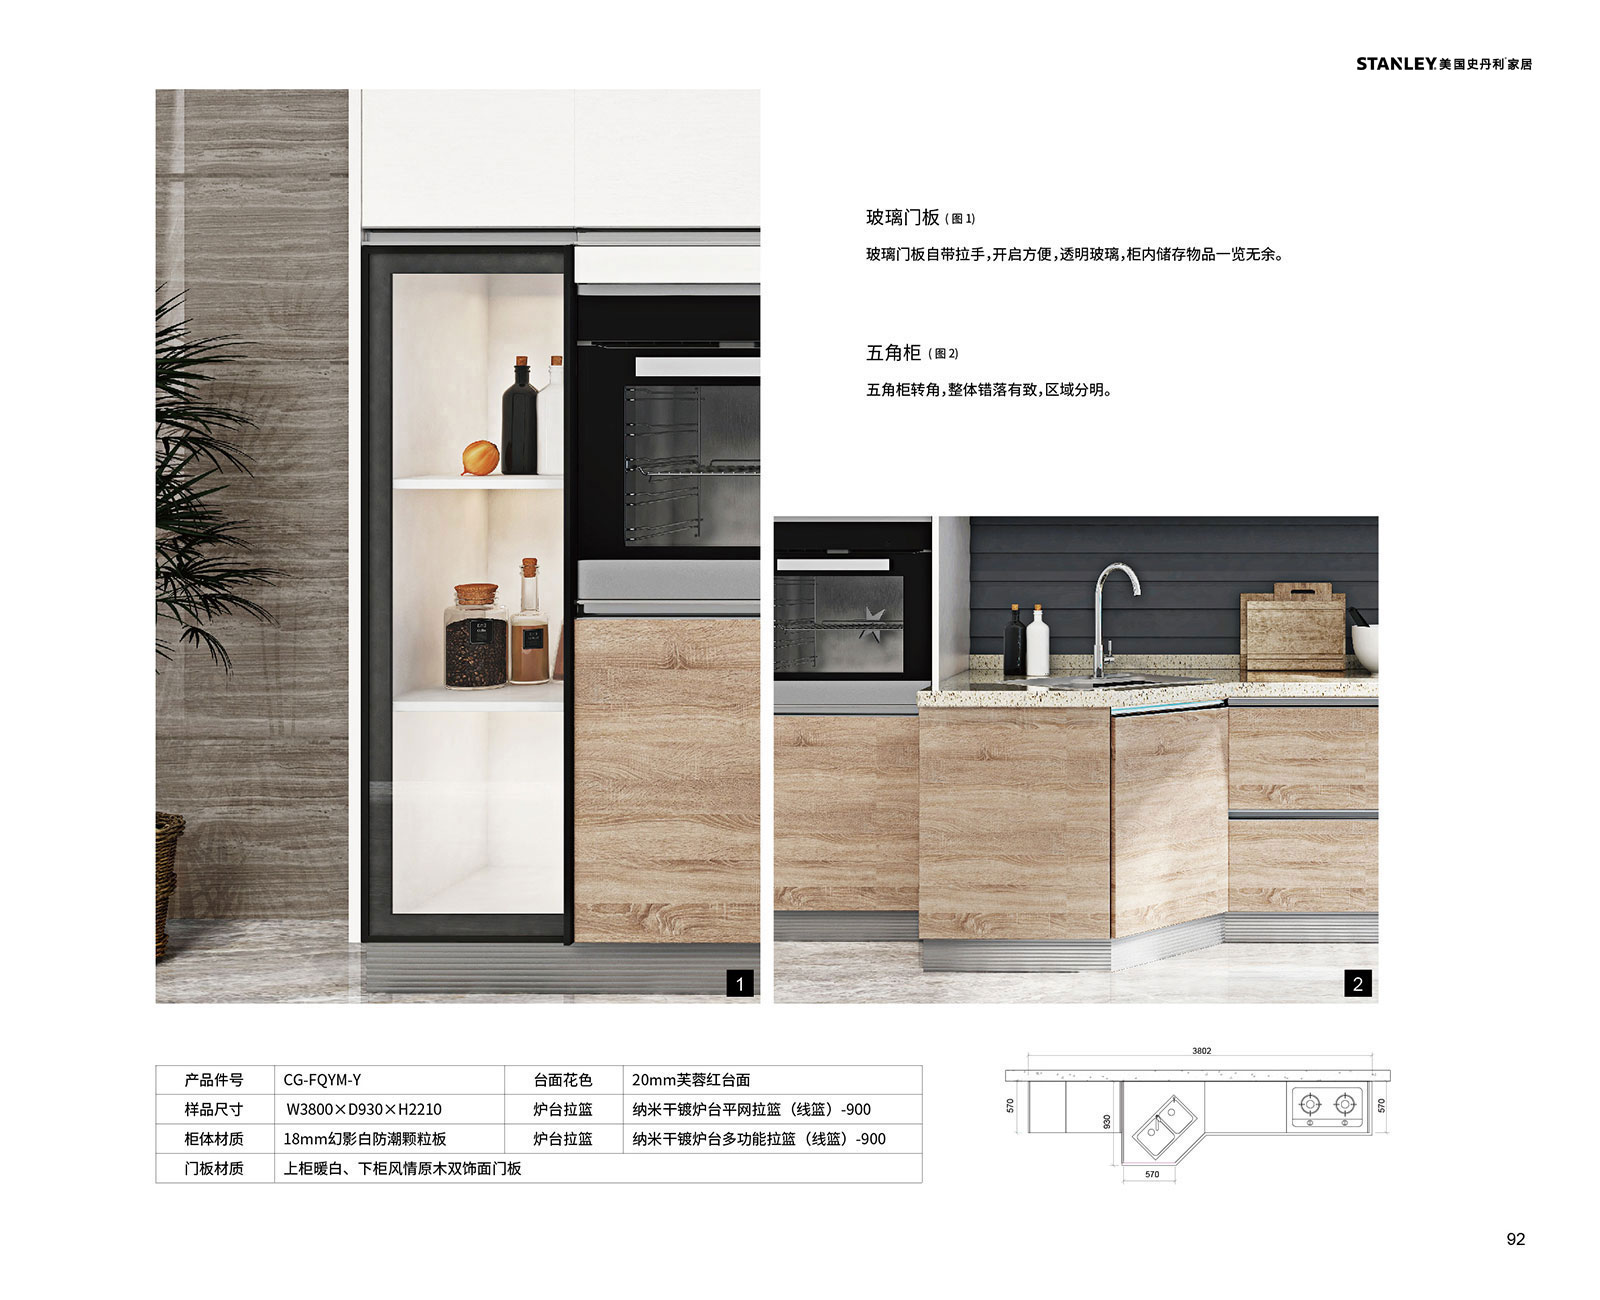 STANLEY 美国史丹利家居
玻璃门板 (图 1)
玻璃门板自带拉手,开启方便,透明玻璃,柜内储存物品一览无余。
五角柜 (图 2)
五角柜转角,整体错落有致,区域分明。
1
2
产品件号 CG-FQYM-Y 台面花色 20mm芙蓉红台面
样品尺寸 W3800×D930×H2210 炉台拉篮 纳米干镀炉台平网拉篮（线篮）-900
柜体材质 18mm幻影白防潮颗粒板 炉台拉篮 纳米干镀炉台多功能拉篮（线篮）-900
门板材质 上柜暖白、下柜风情原木双饰面门板
3802
570
930
570
570
92